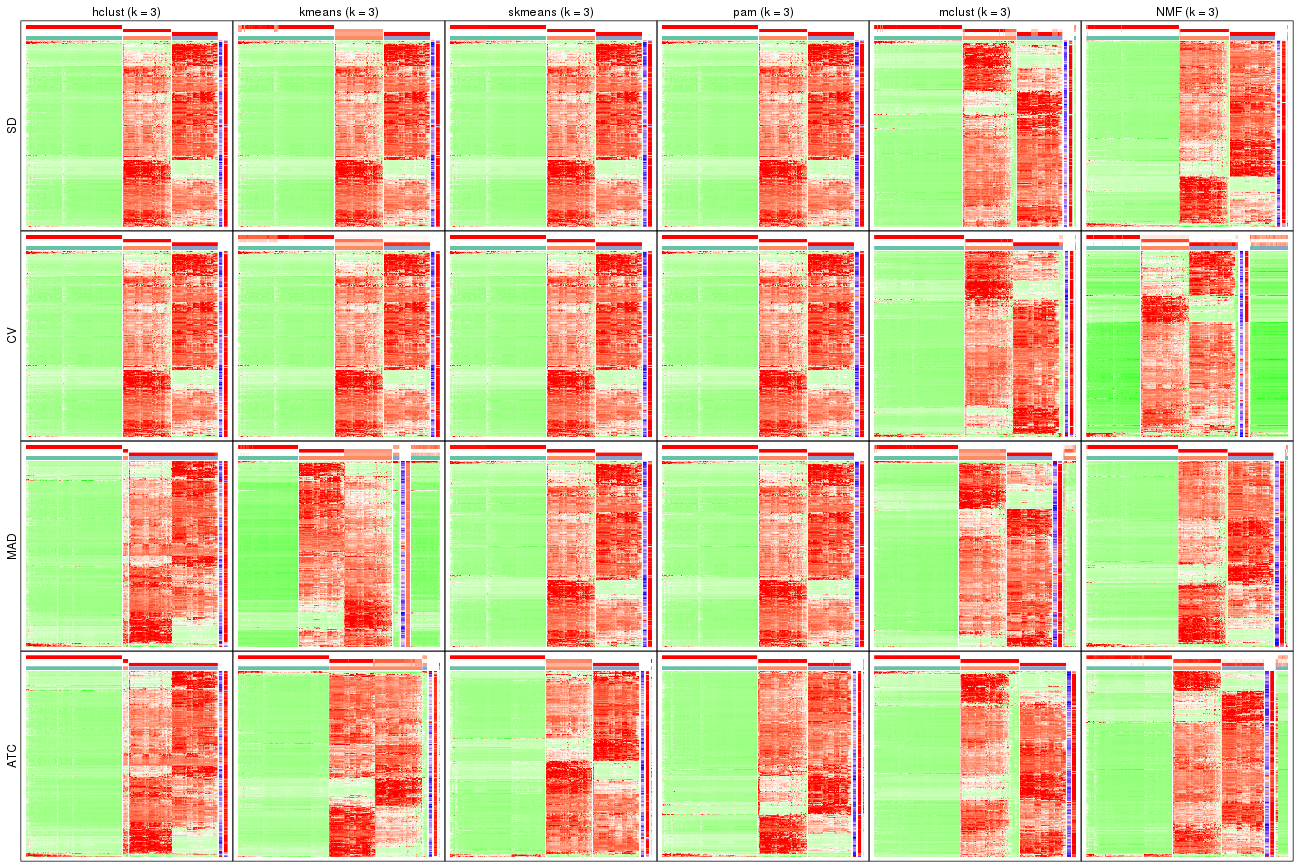 hclust (k = 3) kmeans (k = 3) skmeans (k = 3) pam (k = 3) mclust (k = 3) NMF (k = 3)
SD
CV
MAD
ATC